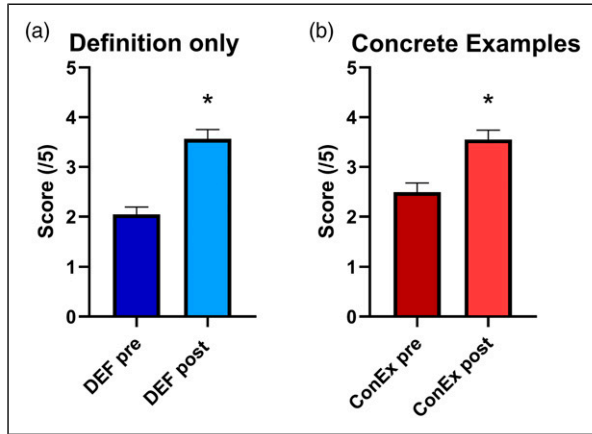 (a) Definition only
Score (/5)
5
4
3
2
1
0
*
DEF pre
DEF post
(b) Concrete Examples
Score (/5)
5
4
3
2
1
0
*
ConEx pre
ConEx post